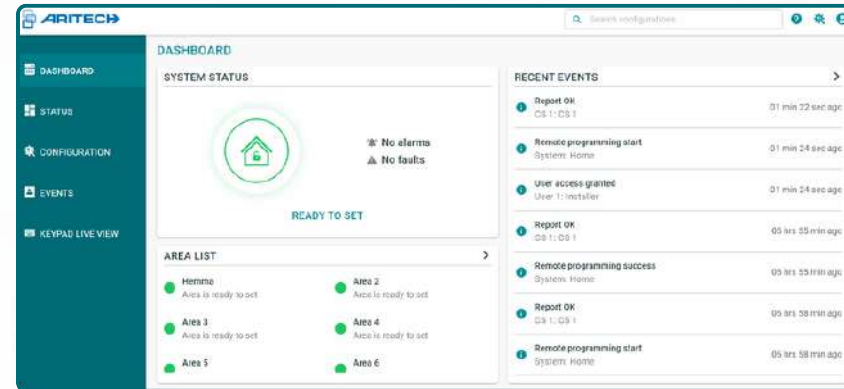 ARITECH
Search configurations
DASHBOARD
STATUS
CONFIGURATION
EVENTS
KEYPAD LIVE VIEW
DASHBOARD
SYSTEM STATUS
No alarms
No faults
READY TO SET
AREA LIST
Hemma
Area is ready to set
Area 2
Area is ready to set
Area 3
Area is ready to set
Area 4
Area is ready to set
Area 5
Area 6
RECENT EVENTS
Report OK
CS 1: CS 1
01 min 22 sec ago
Remote programming start
System: Home
01 min 24 sec ago
User access granted
User 1: Installer
01 min 24 sec ago
Report OK
CS 1: CS 1
05 hrs 55 min ago
Remote programming success
System: Home
05 hrs 55 min ago
Report OK
CS 1: CS 1
05 hrs 58 min ago
Remote programming start
System: Home
05 hrs 58 min ago